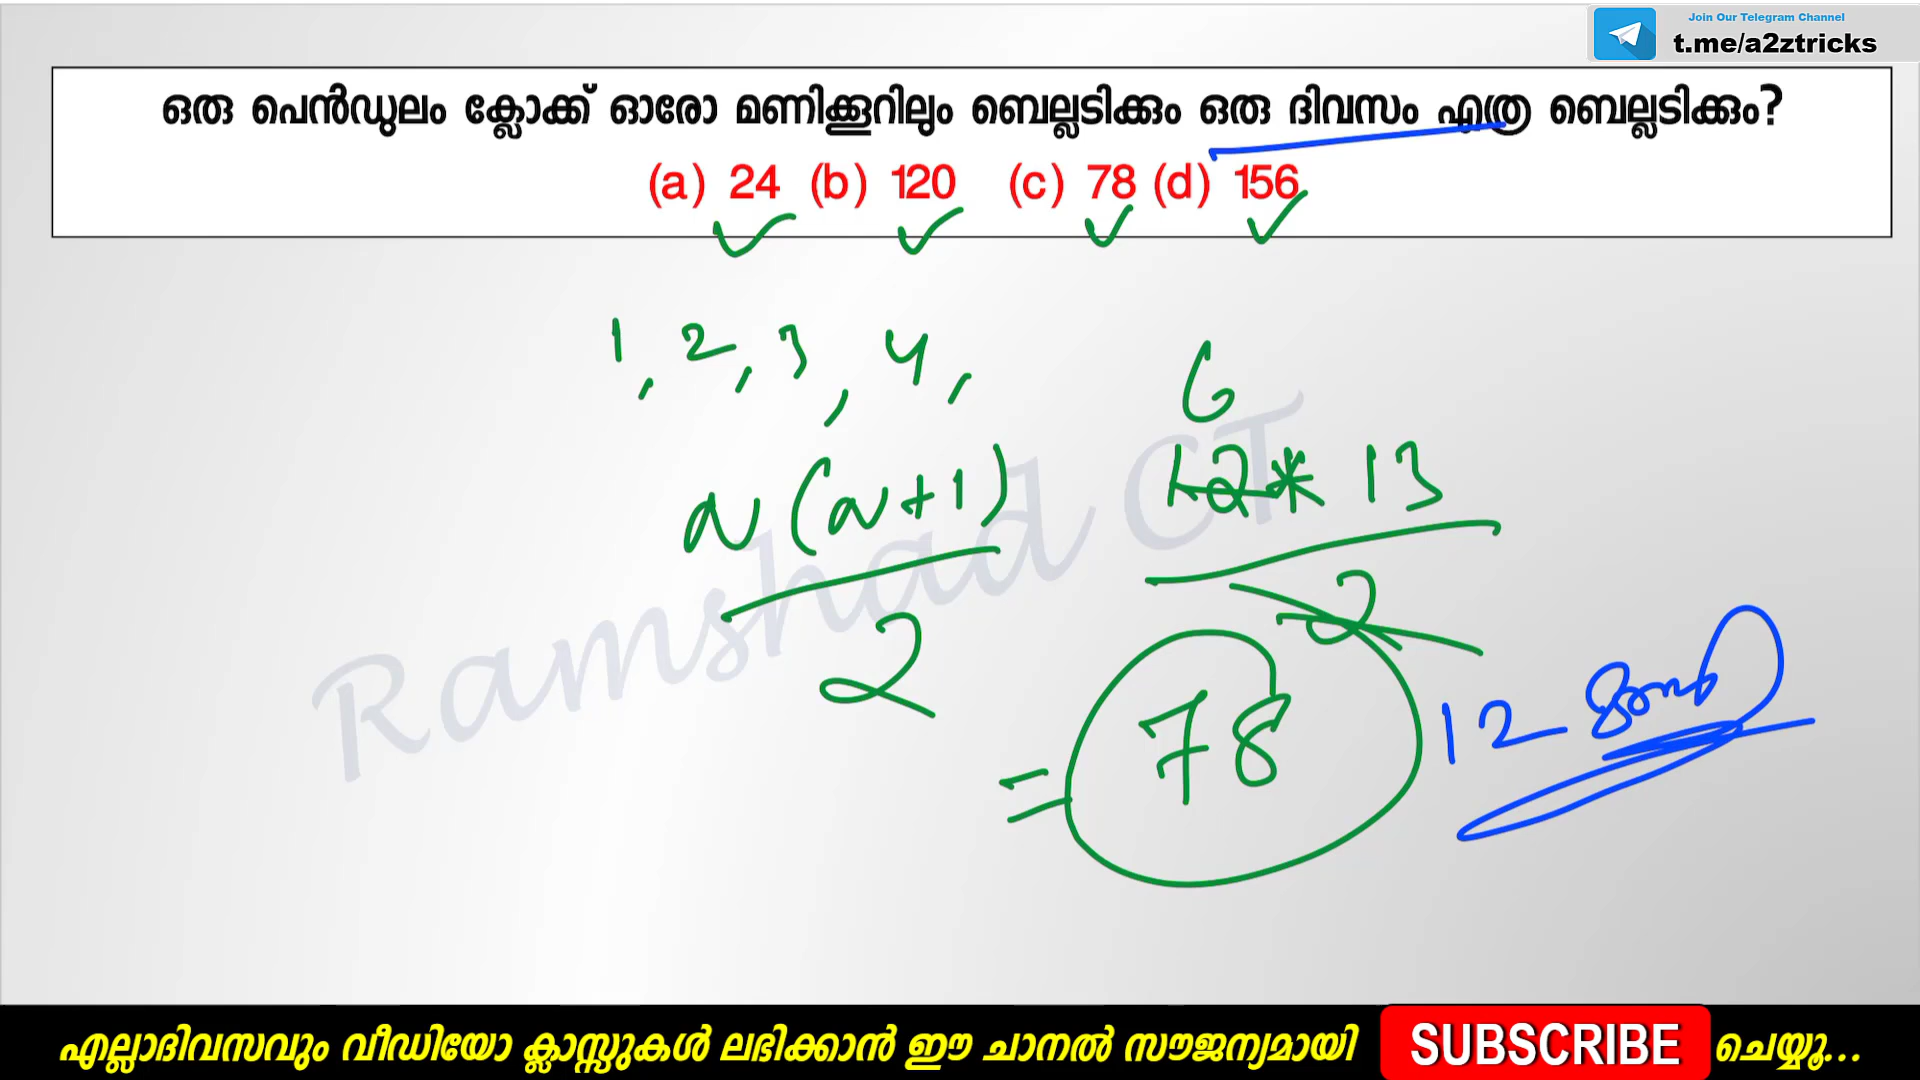 Join Our Telegram Channel
t.me/a2ztricks
ഒരു പെൻഡുലം ക്ലോക്ക് ഓരോ മണിക്കൂറിലും ബെല്ലടിക്കും ഒരു ദിവസം എത്ര ബെല്ലടിക്കും?
(a) 24 (b) 120 (c) 78 (d) 156
1, 2, 3, 4,
6
n(n+1) 12 * 13
2 2
= 78
12
Ramshad CT
എല്ലാദിവസവും വീഡിയോ ക്ലാസ്സുകൾ ലഭിക്കാൻ ഈ ചാനൽ സൗജന്യമായി SUBSCRIBE ചെയ്യൂ...